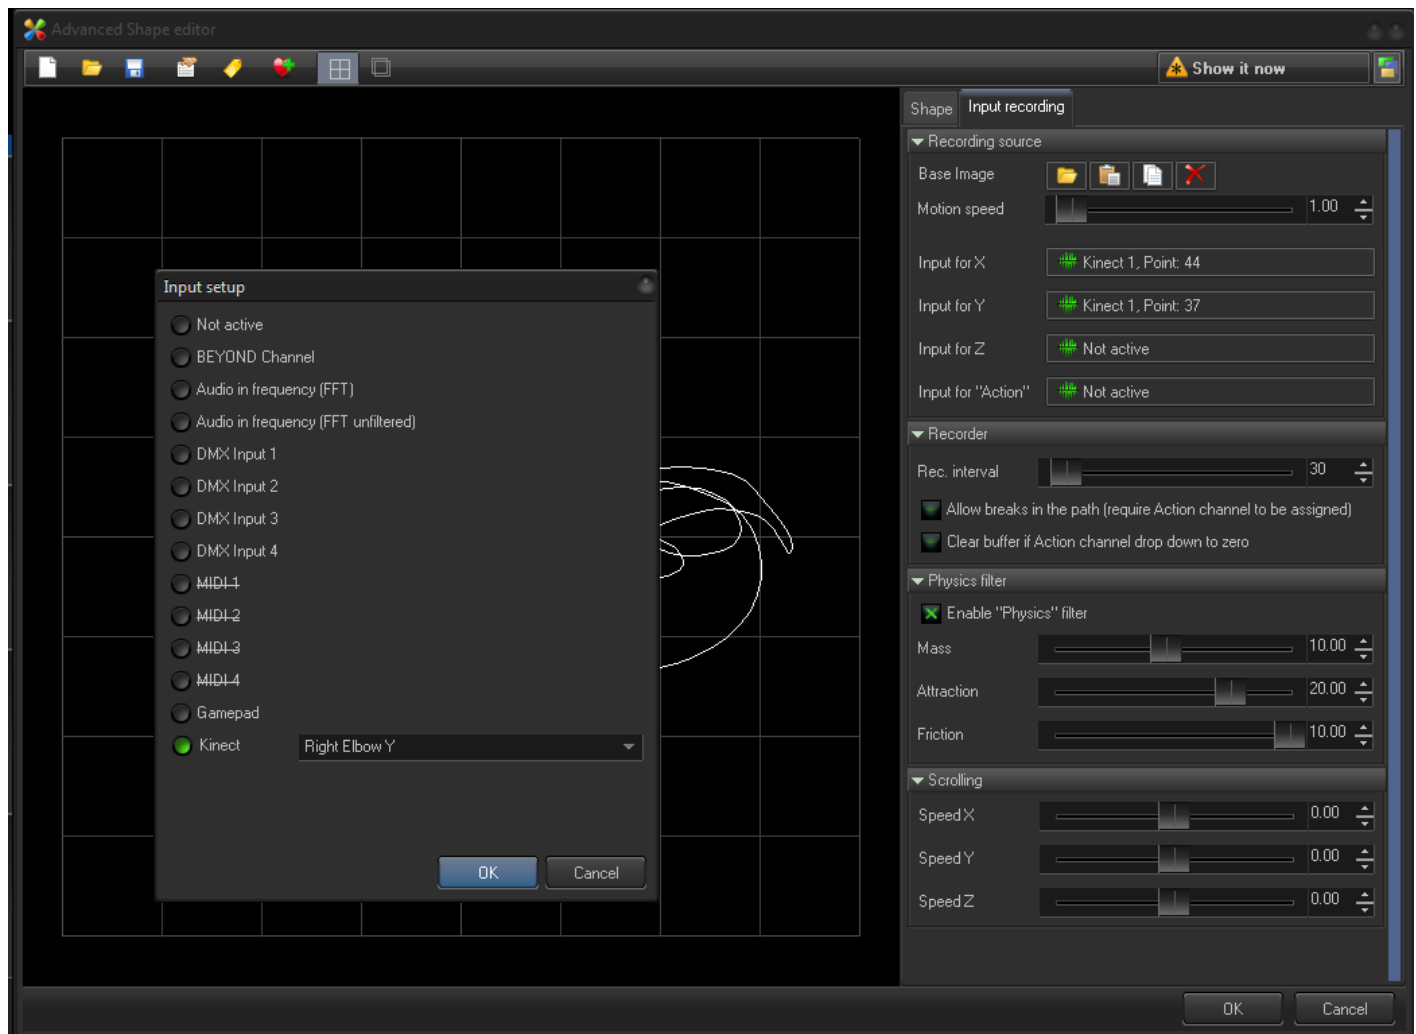 Advanced Shape editor
Show it now
Shape
Input recording
Recording source
Base Image
Motion speed
1.00
Input for X
Kinect 1, Point: 44
Input for Y
Kinect 1, Point: 37
Input for Z
Not active
Input for "Action"
Not active
Recorder
Rec. interval
30
Allow breaks in the path (require Action channel to be assigned)
Clear buffer if Action channel drop down to zero
Physics filter
Enable "Physics" filter
Mass
10.00
Attraction
20.00
Friction
10.00
Scrolling
Speed X
0.00
Speed Y
0.00
Speed Z
0.00
Input setup
Not active
BEYOND Channel
Audio in frequency (FFT)
Audio in frequency (FFT unfiltered)
DMX Input 1
DMX Input 2
DMX Input 3
DMX Input 4
MIDI 1
MIDI 2
MIDI 3
MIDI 4
Gamepad
Kinect
Right Elbow Y
OK
Cancel
OK
Cancel